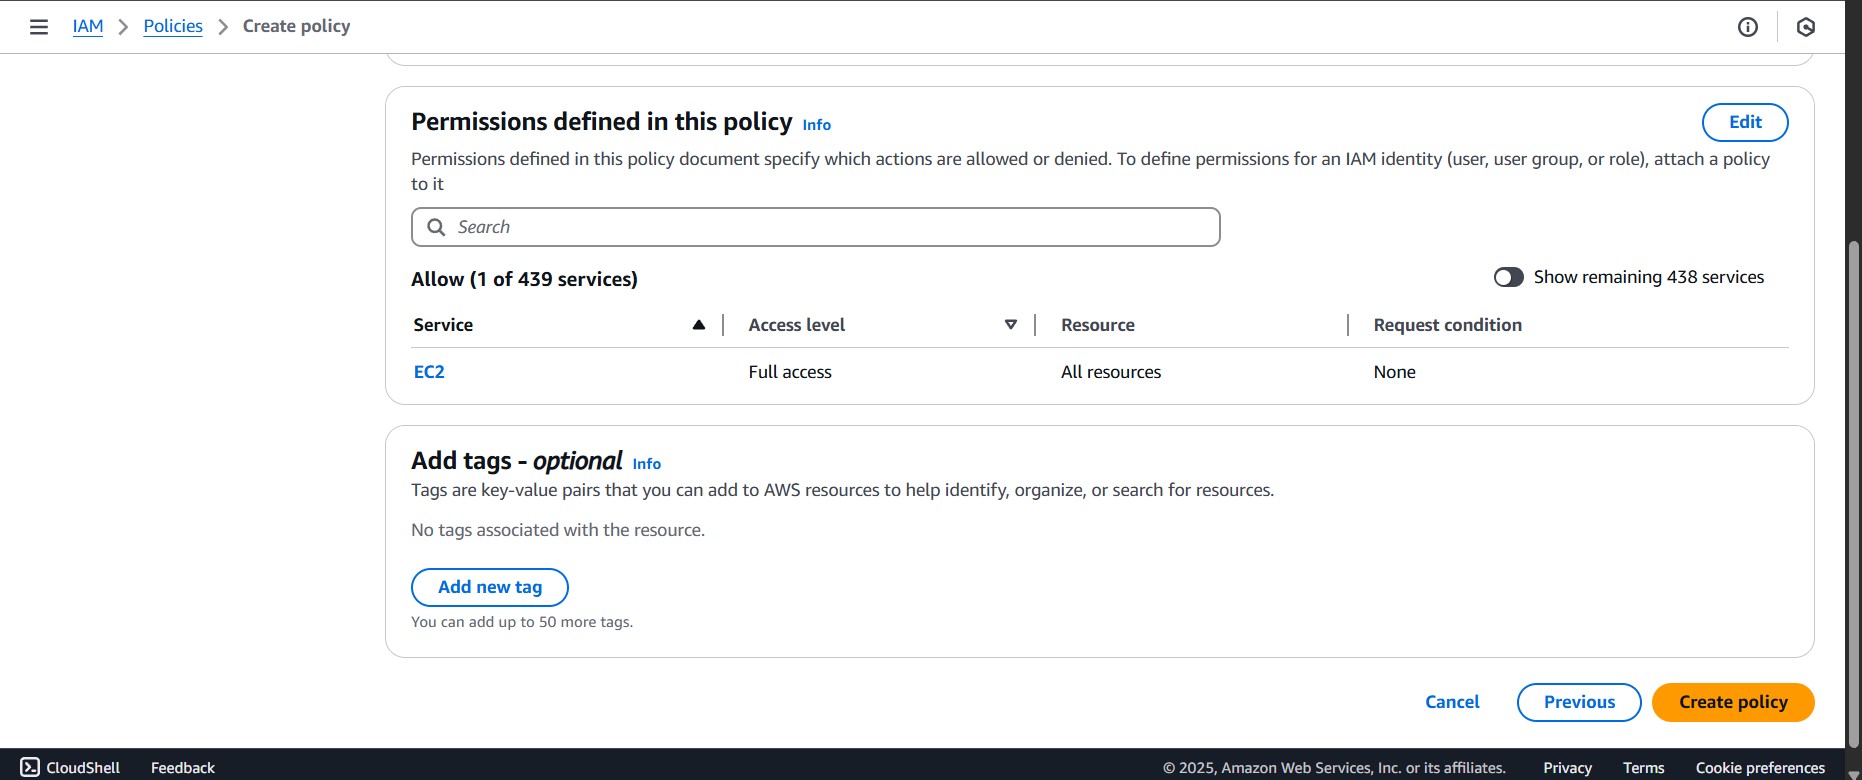 IAM > Policies > Create policy
Permissions defined in this policy Info
Edit
Permissions defined in this policy document specify which actions are allowed or denied. To define permissions for an IAM identity (user, user group, or role), attach a policy
to it
Search
Allow (1 of 439 services)
Show remaining 438 services
Service Access level Resource Request condition
EC2 Full access All resources None
Add tags - optional Info
Tags are key-value pairs that you can add to AWS resources to help identify, organize, or search for resources.
No tags associated with the resource.
Add new tag
You can add up to 50 more tags.
Cancel Previous Create policy
CloudShell Feedback © 2025, Amazon Web Services, Inc. or its affiliates. Privacy Terms Cookie preferences